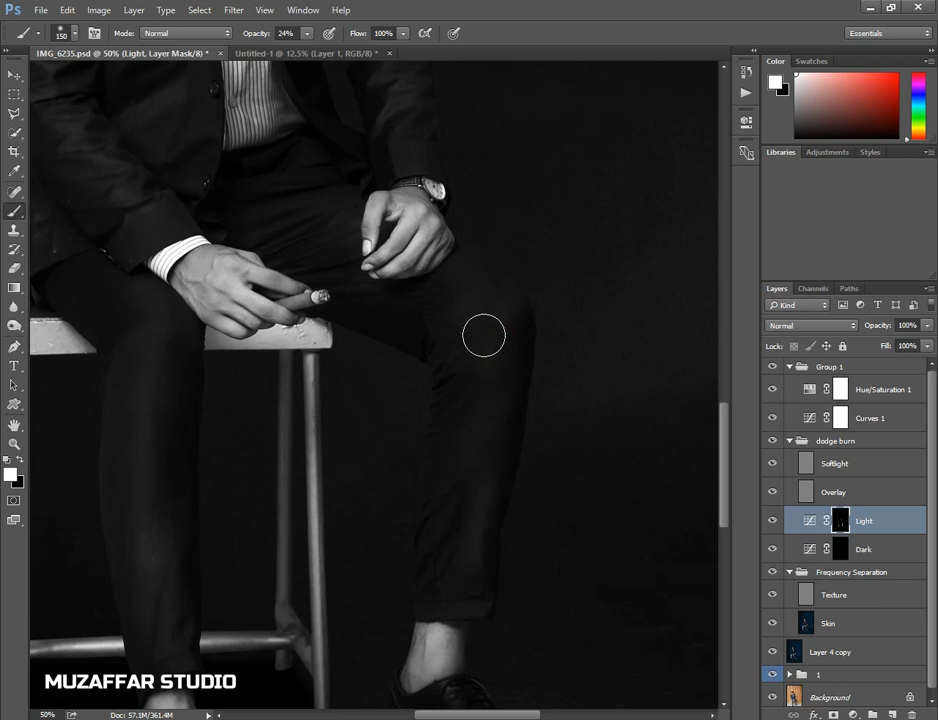 Ps File Edit Image Layer Type Select Filter View Window Help
150 Mode: Normal Opacity: 24% Flow: 100% Essentials
IMG_6235.psd @ 50% (Light, Layer Mask/8) * × Untitled-1 @ 12.5% (Layer 1, RGB/8) * ×
Color Swatches
Libraries Adjustments Styles
Layers Channels Paths
Kind
Normal Opacity: 100%
Lock: Fill: 100%
Group 1
Hue/Saturation 1
Curves 1
dodge burn
Softlight
Overlay
Light
Dark
Frequency Separation
Texture
Skin
Layer 4 copy
1
Background
MUZAFFAR STUDIO
50% Doc: 57.1M/361.4M
fx